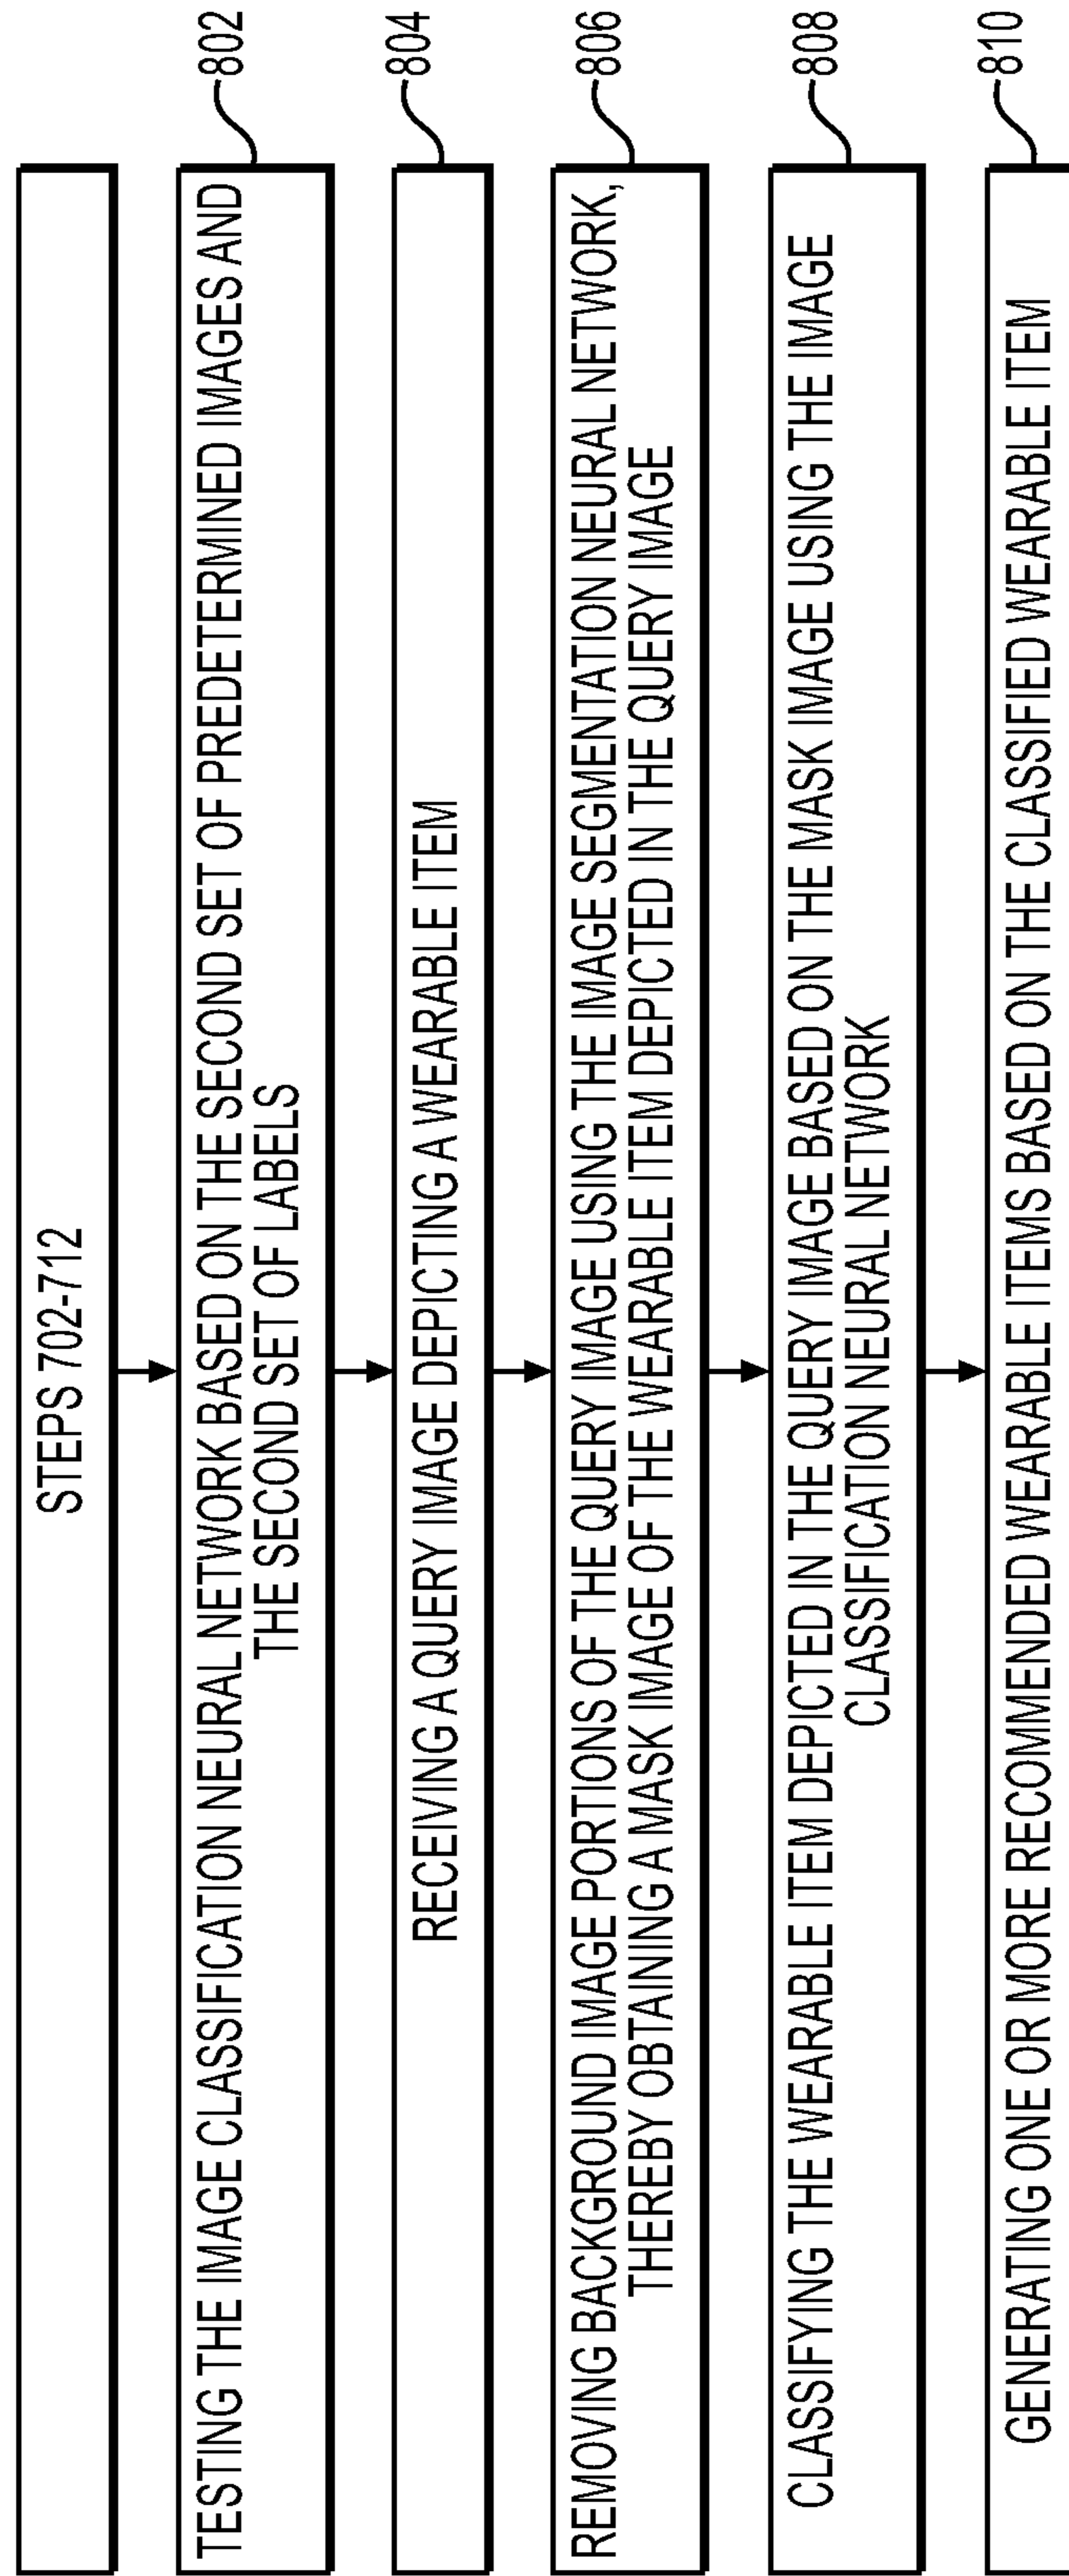 STEPS 702-712
TESTING THE IMAGE CLASSIFICATION NEURAL NETWORK BASED ON THE SECOND SET OF PREDETERMINED IMAGES AND
THE SECOND SET OF LABELS
802
RECEIVING A QUERY IMAGE DEPICTING A WEARABLE ITEM
804
REMOVING BACKGROUND IMAGE PORTIONS OF THE QUERY IMAGE USING THE IMAGE SEGMENTATION NEURAL NETWORK,
THEREBY OBTAINING A MASK IMAGE OF THE WEARABLE ITEM DEPICTED IN THE QUERY IMAGE
806
CLASSIFYING THE WEARABLE ITEM DEPICTED IN THE QUERY IMAGE BASED ON THE MASK IMAGE USING THE IMAGE
CLASSIFICATION NEURAL NETWORK
808
GENERATING ONE OR MORE RECOMMENDED WEARABLE ITEMS BASED ON THE CLASSIFIED WEARABLE ITEM
810